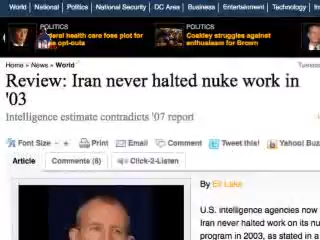 World National Politics National Security DC Area Business Entertainment Technology
POLITICS
federal health care foes plot for
opt-outs
POLITICS
Coakley struggles against
enthusiasm for Brown
Home » News » World
Review: Iran never halted nuke work in
'03
Intelligence estimate contradicts '07 report
Font Size - + Print Email Comment Tweet this! Yahoo! Buzz
Article Comments (8) Click-2-Listen
By Eli Lake
U.S. intelligence agencies now
Iran never halted work on its nu
program in 2003, as stated in a